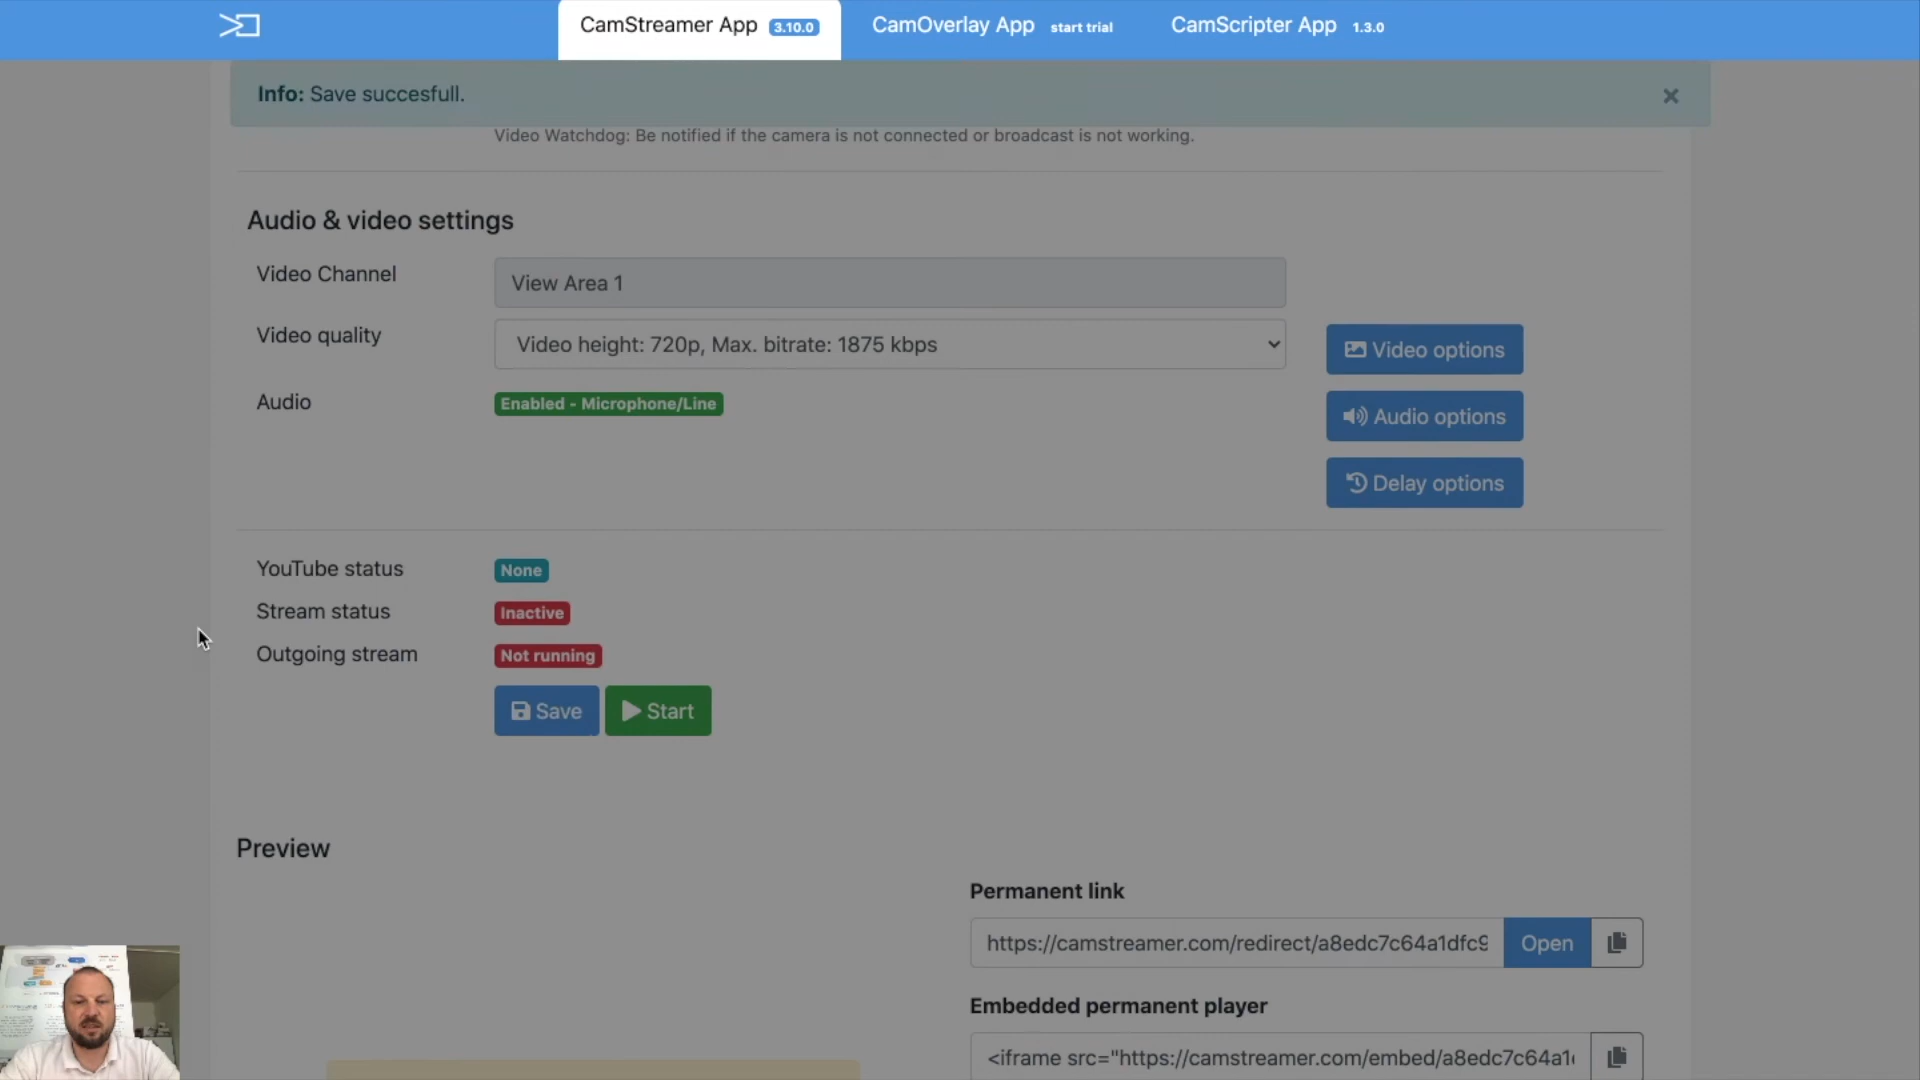 CamStreamer App 3.10.0
CamOverlay App start trial
CamScripter App 1.3.0
Info: Save succesfull.
×
Video Watchdog: Be notified if the camera is not connected or broadcast is not working.
Audio & video settings
Video Channel
View Area 1
Video quality
Video height: 720p, Max. bitrate: 1875 kbps
Video options
Audio
Enabled - Microphone/Line
Audio options
Delay options
YouTube status
None
Stream status
Inactive
Outgoing stream
Not running
Save
Start
Preview
Permanent link
https://camstreamer.com/redirect/a8edc7c64a1dfc9
Open
Embedded permanent player
<iframe src="https://camstreamer.com/embed/a8edc7c64a1